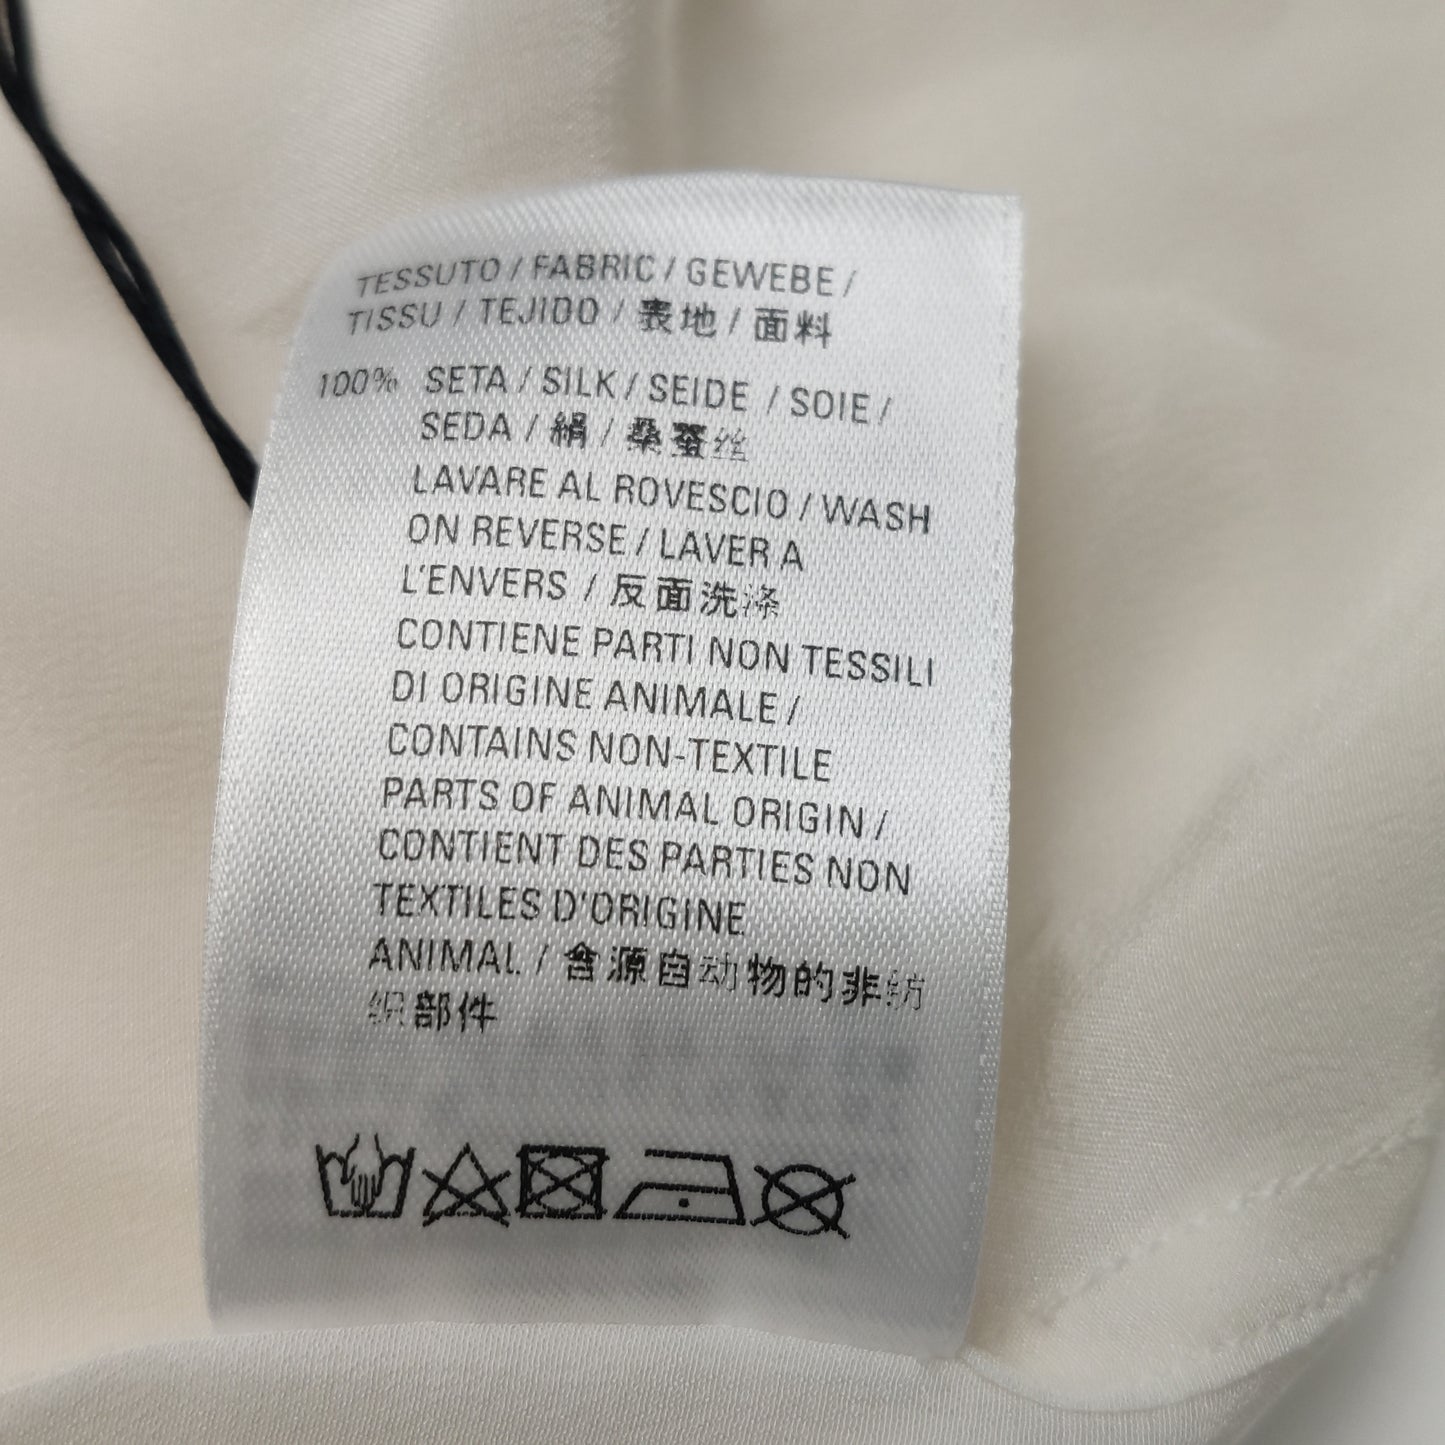 TESSUTO / FABRIC / GEWEBE /
TISSU / TEJIDO / 表地 / 面料
100% SETA / SILK / SEIDE / SOIE /
SEDA / 絹 / 桑蚕丝
LAVARE AL ROVESCIO / WASH
ON REVERSE / LAVER A
L'ENVERS / 反面洗涤
CONTIENE PARTI NON TESSILI
DI ORIGINE ANIMALE /
CONTAINS NON-TEXTILE
PARTS OF ANIMAL ORIGIN /
CONTIENT DES PARTIES NON
TEXTILES D'ORIGINE
ANIMAL / 含源自动物的非纺
织部件